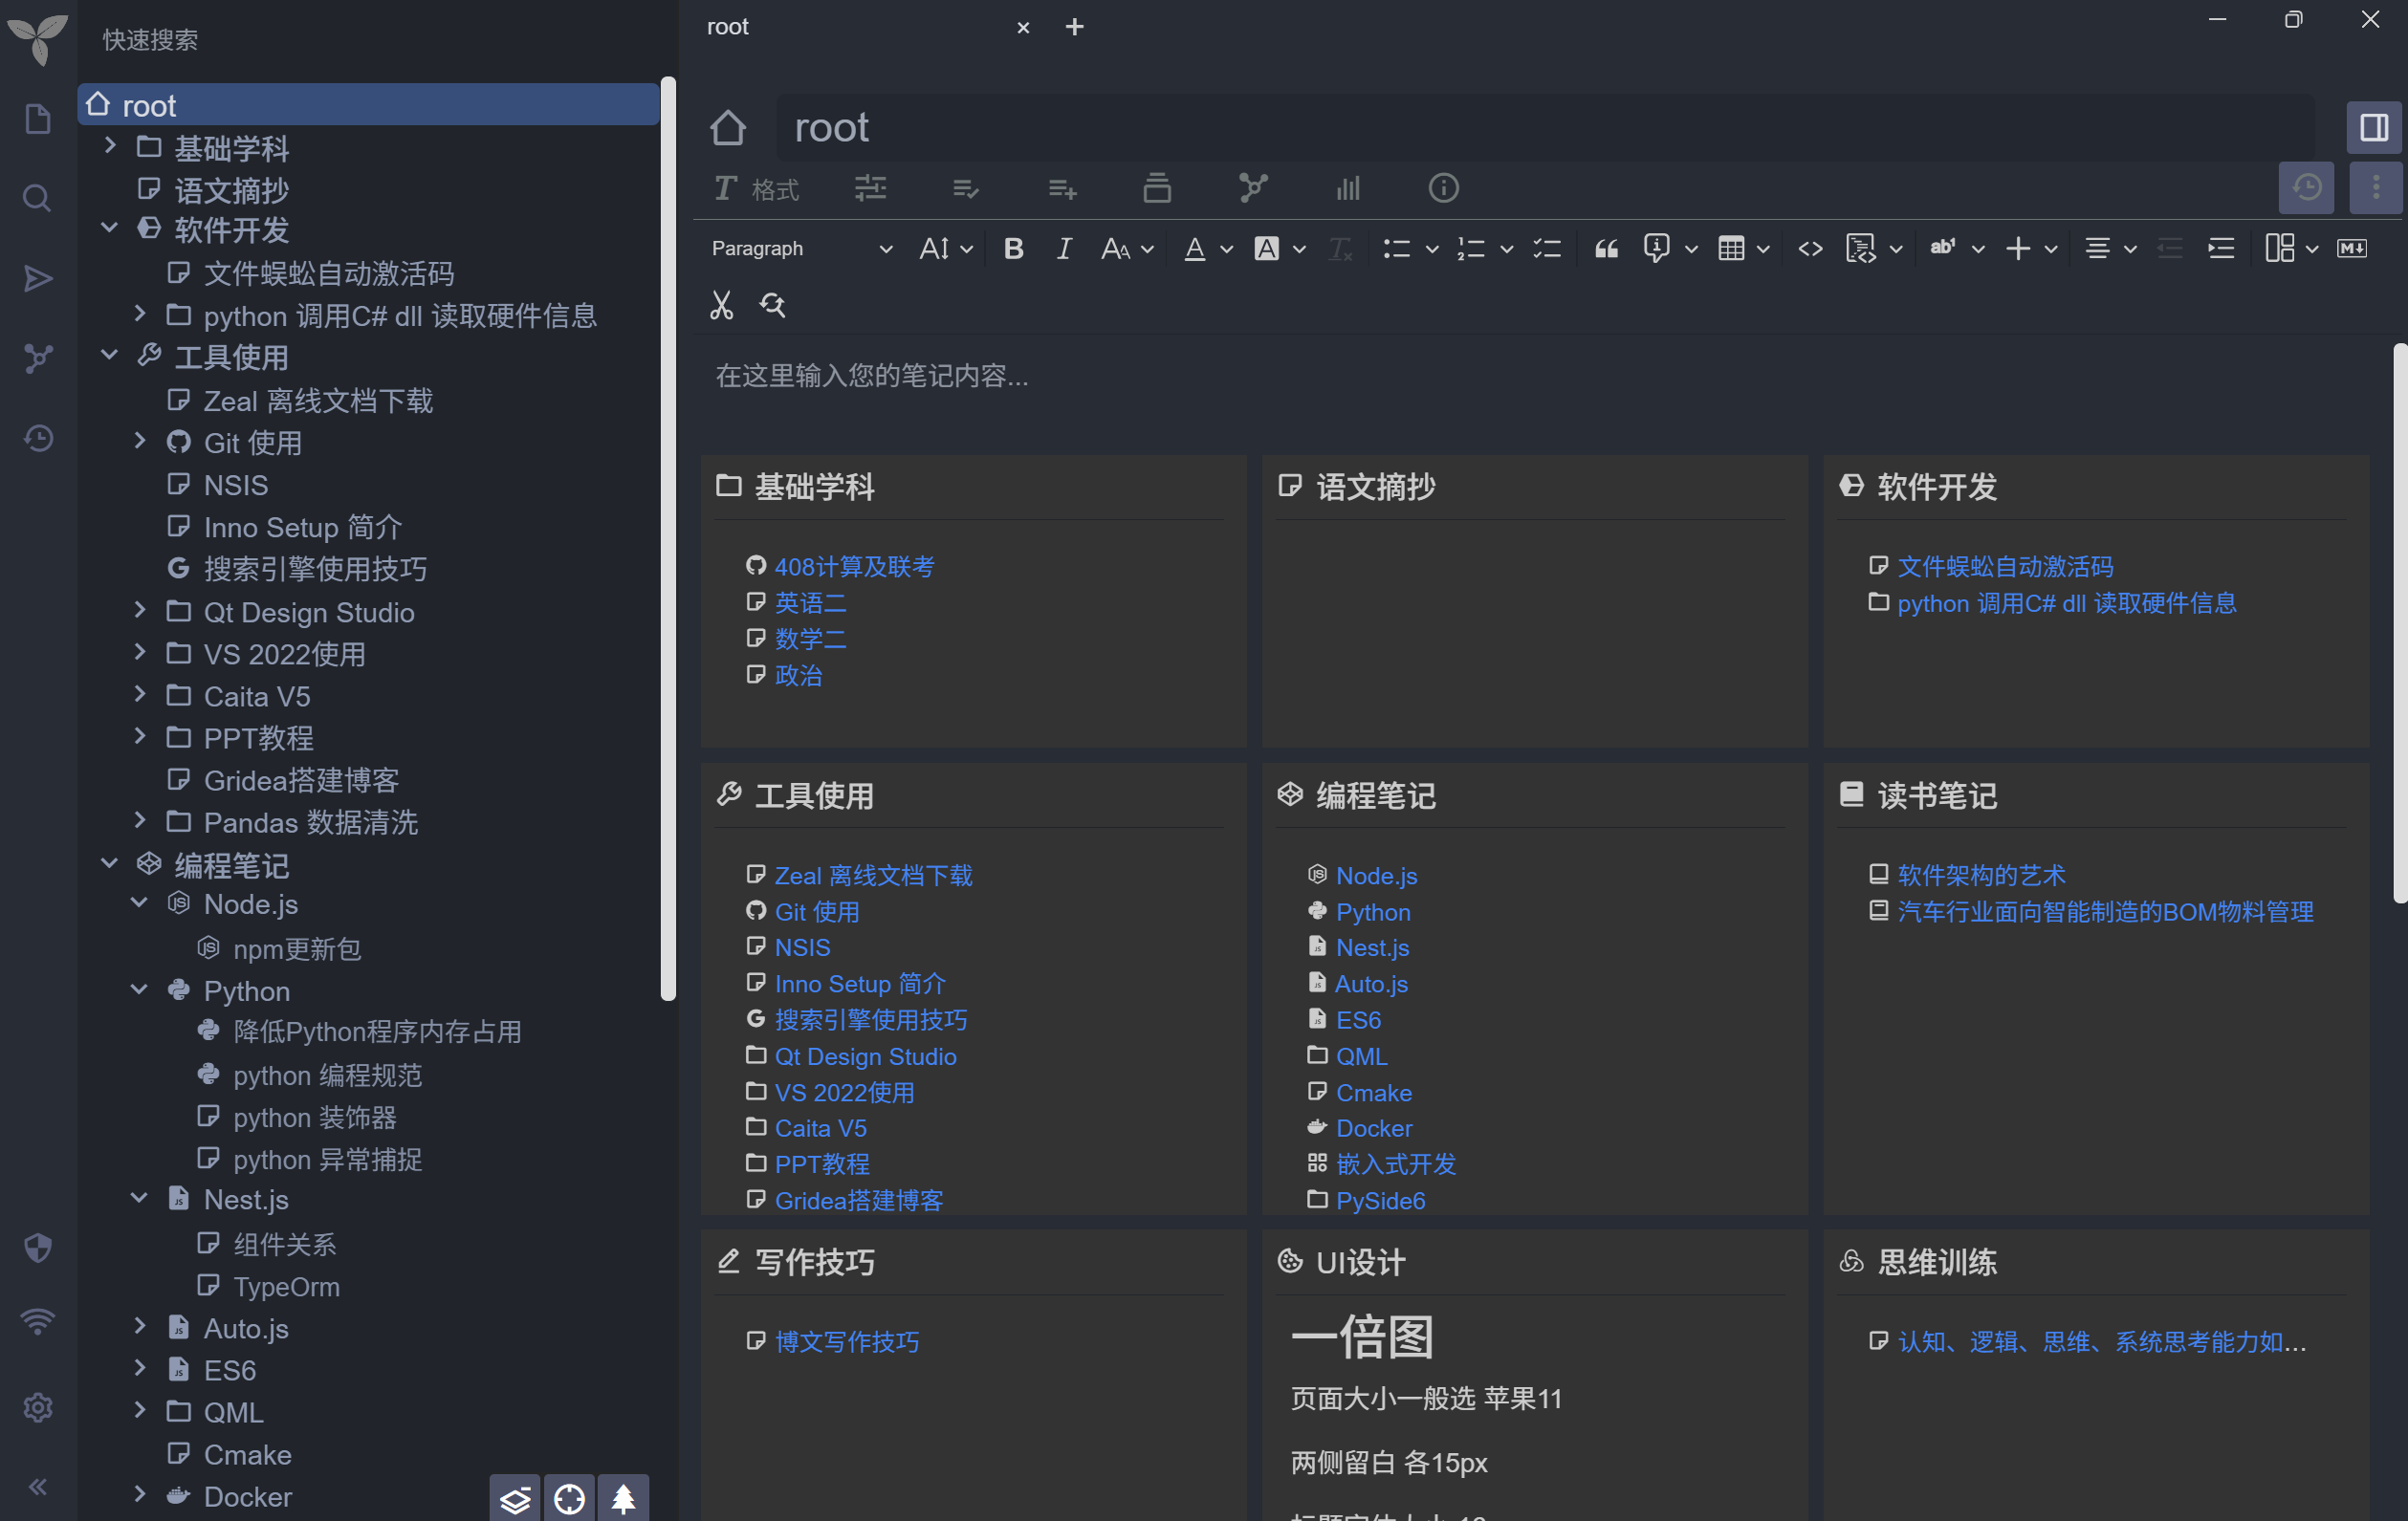 快速搜索
root
基础学科
语文摘抄
软件开发
文件蜈蚣自动激活码
python 调用C# dll 读取硬件信息
工具使用
Zeal 离线文档下载
Git 使用
NSIS
Inno Setup 简介
搜索引擎使用技巧
Qt Design Studio
VS 2022使用
Caita V5
PPT教程
Gridea搭建博客
Pandas 数据清洗
编程笔记
Node.js
npm更新包
Python
降低Python程序内存占用
python 编程规范
python 装饰器
python 异常捕捉
Nest.js
组件关系
TypeOrm
Auto.js
ES6
QML
Cmake
Docker
root
root
格式
Paragraph
在这里输入您的笔记内容...
基础学科
408计算及联考
英语二
数学二
政治
语文摘抄
软件开发
文件蜈蚣自动激活码
python 调用C# dll 读取硬件信息
工具使用
Zeal 离线文档下载
Git 使用
NSIS
Inno Setup 简介
搜索引擎使用技巧
Qt Design Studio
VS 2022使用
Caita V5
PPT教程
Gridea搭建博客
编程笔记
Node.js
Python
Nest.js
Auto.js
ES6
QML
Cmake
Docker
嵌入式开发
PySide6
读书笔记
软件架构的艺术
汽车行业面向智能制造的BOM物料管理
写作技巧
博文写作技巧
UI设计
一倍图
页面大小一般选 苹果11
两侧留白 各15px
思维训练
认知、逻辑、思维、系统思考能力如...